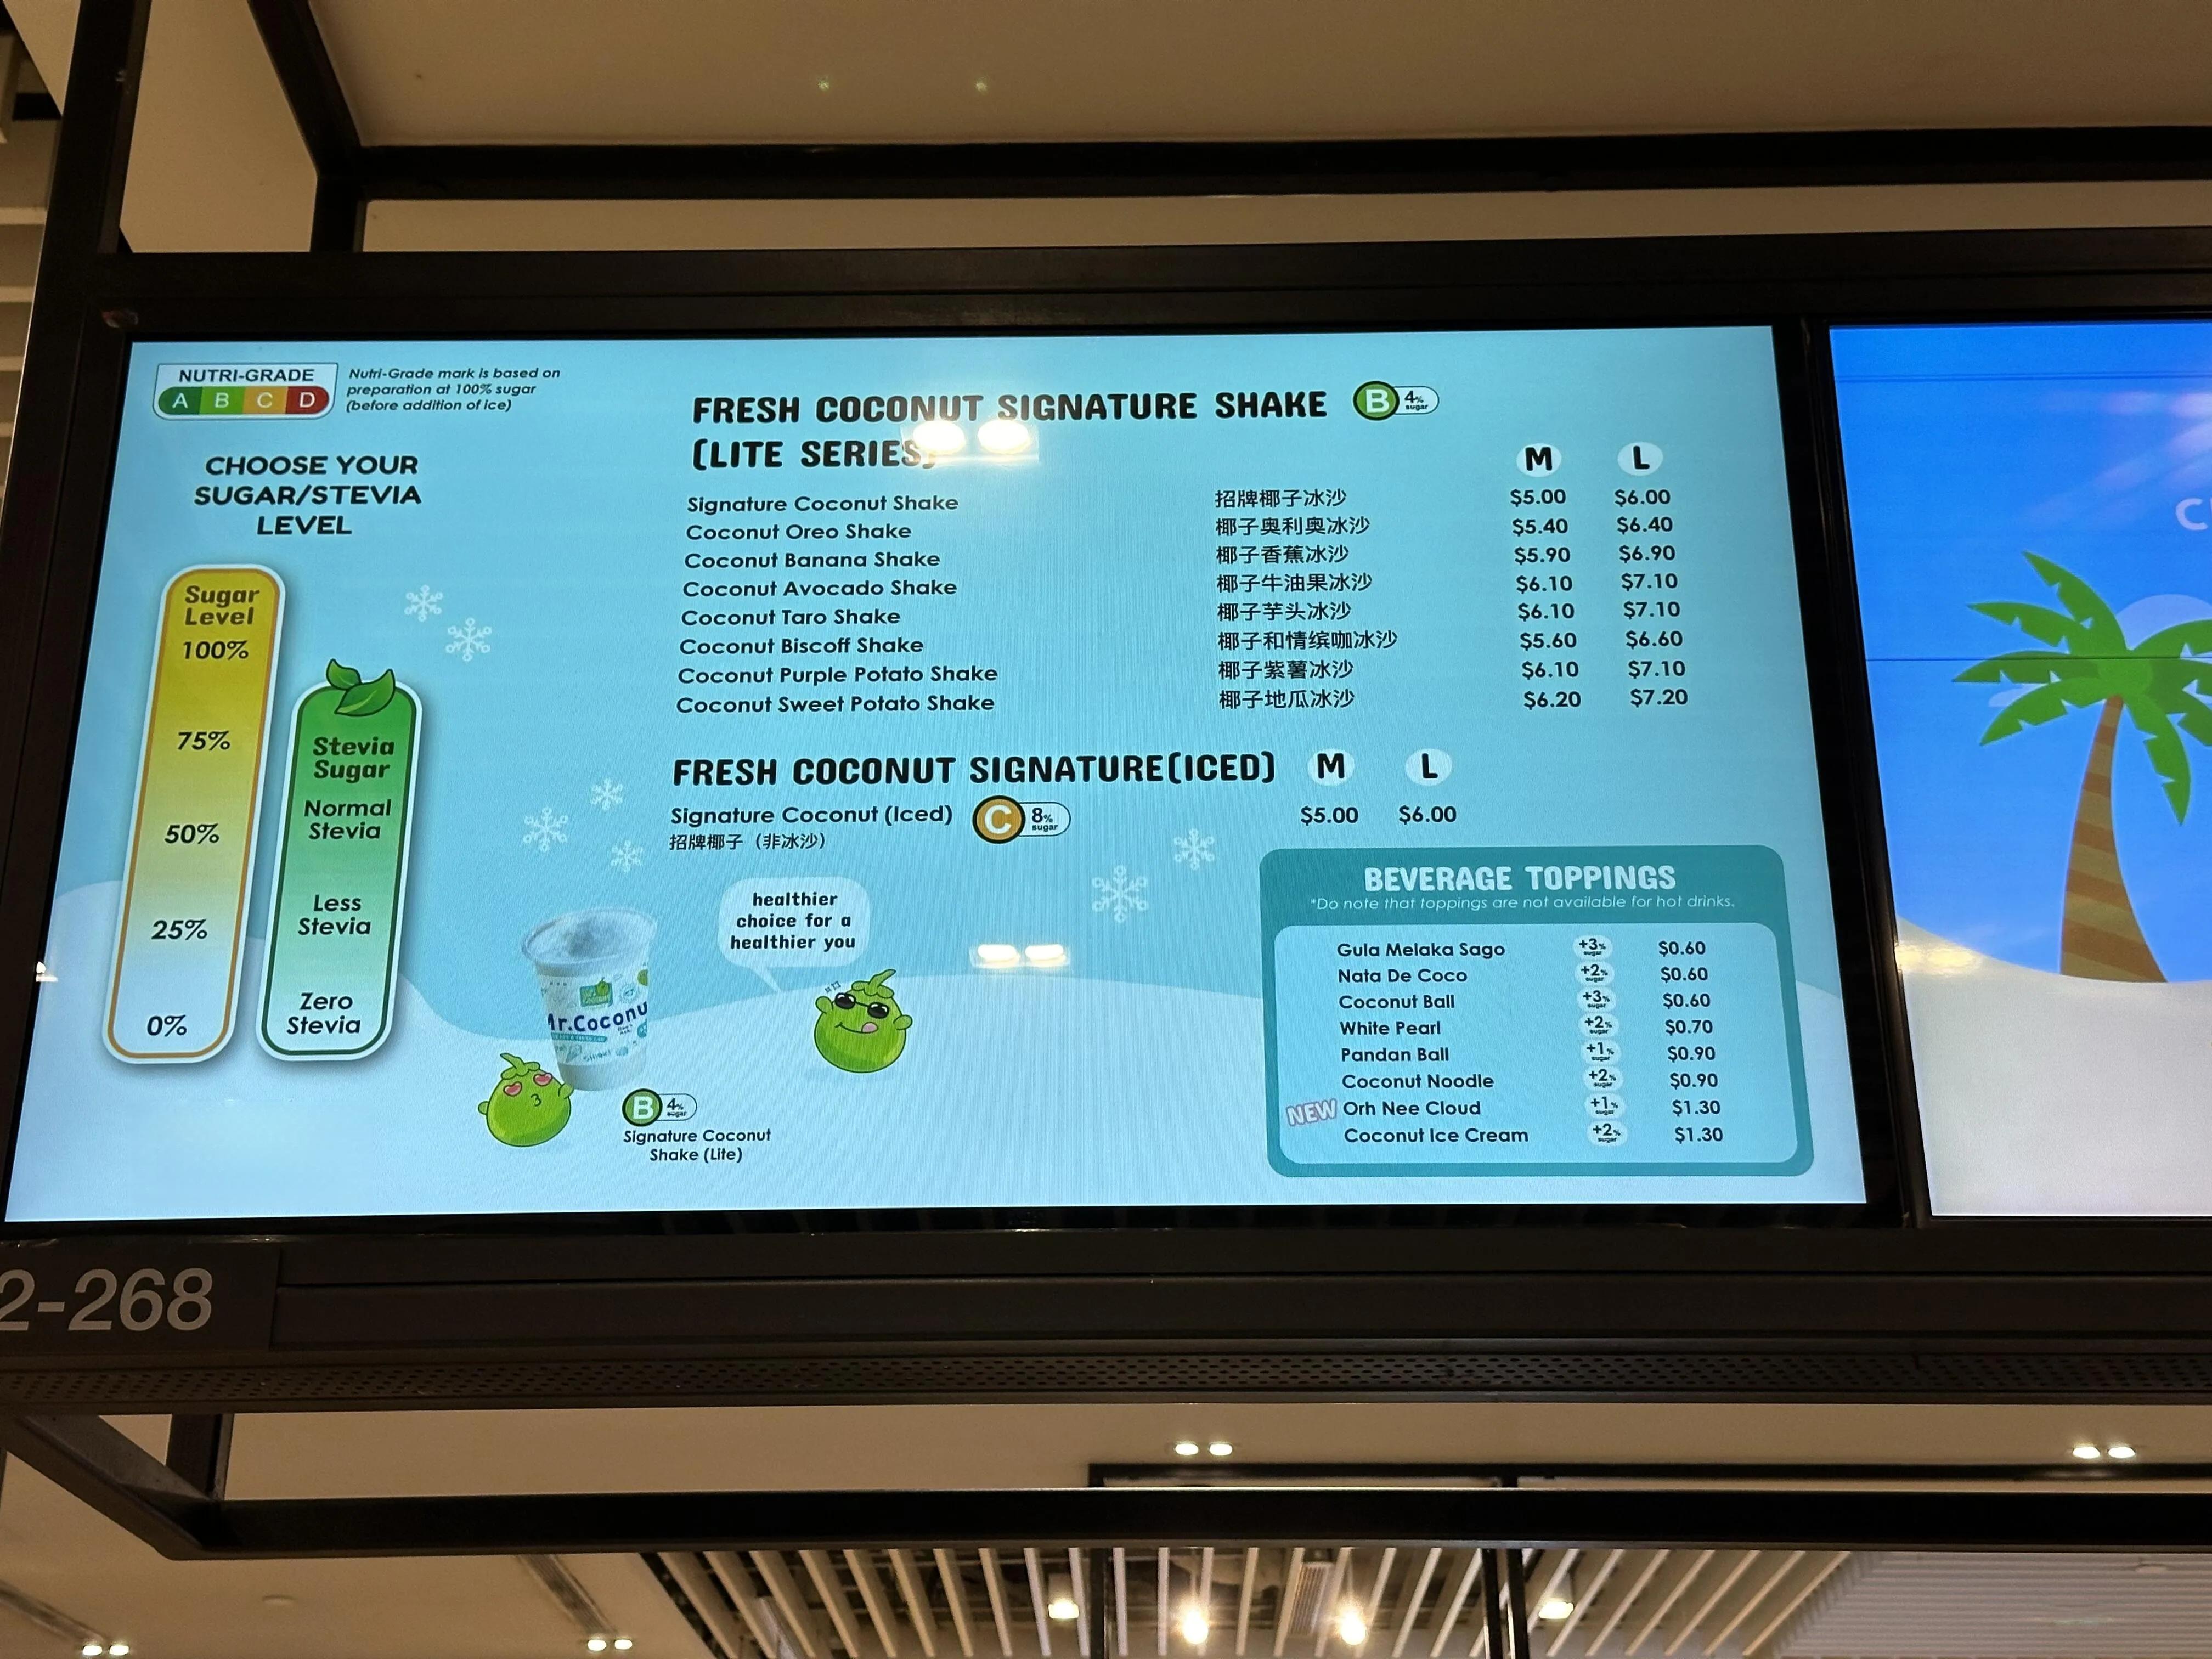 NUTRI-GRADE
A B C D
Nutri-Grade mark is based on
preparation at 100% sugar
(before addition of ice)
CHOOSE YOUR
SUGAR/STEVIA
LEVEL
Sugar
Level
100%
75%
50%
25%
0%
Stevia
Sugar
Normal
Stevia
Less
Stevia
Zero
Stevia
FRESH COCONUT SIGNATURE SHAKE B 4% sugar
(LITE SERIES)
M L
Signature Coconut Shake 招牌椰子冰沙 $5.00 $6.00
Coconut Oreo Shake 椰子奥利奥冰沙 $5.40 $6.40
Coconut Banana Shake 椰子香蕉冰沙 $5.90 $6.90
Coconut Avocado Shake 椰子牛油果冰沙 $6.10 $7.10
Coconut Taro Shake 椰子芋头冰沙 $6.10 $7.10
Coconut Biscoff Shake 椰子和情缤咖冰沙 $5.60 $6.60
Coconut Purple Potato Shake 椰子紫薯冰沙 $6.10 $7.10
Coconut Sweet Potato Shake 椰子地瓜冰沙 $6.20 $7.20
FRESH COCONUT SIGNATURE(ICED) M L
Signature Coconut (Iced) C 8% sugar $5.00 $6.00
招牌椰子（非冰沙）
healthier
choice for a
healthier you
Mr.Coconu
B 4% sugar
Signature Coconut
Shake (Lite)
BEVERAGE TOPPINGS
*Do note that toppings are not available for hot drinks.
Gula Melaka Sago +3% sugar $0.60
Nata De Coco +2% sugar $0.60
Coconut Ball +3% sugar $0.60
White Pearl +2% sugar $0.70
Pandan Ball +1% sugar $0.90
Coconut Noodle +2% sugar $0.90
NEW Orh Nee Cloud +1% sugar $1.30
Coconut Ice Cream +2% sugar $1.30
C
2-268